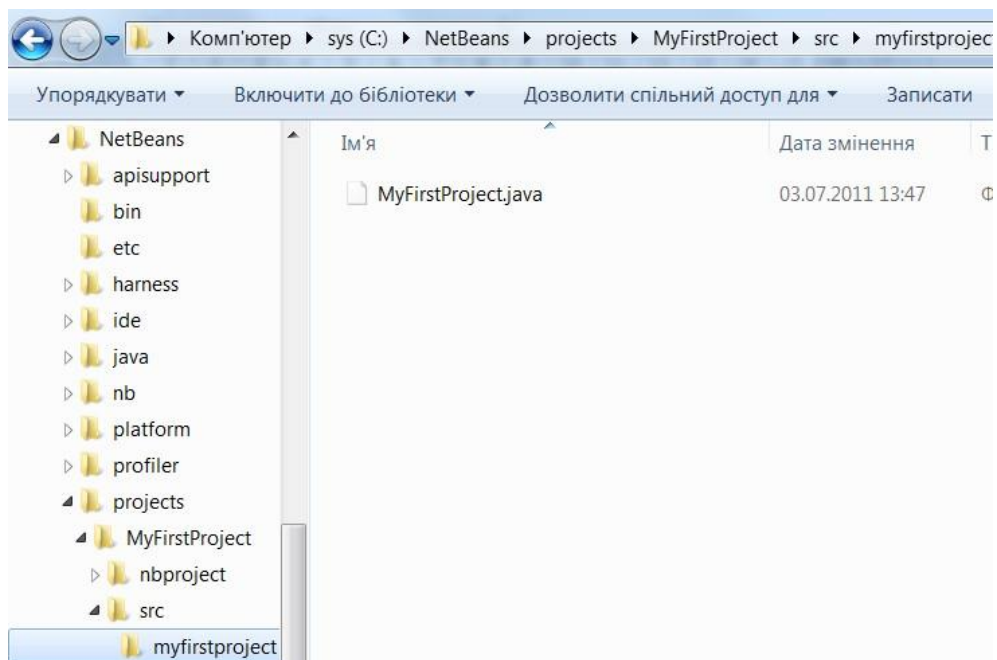 Комп'ютер sys (C:) NetBeans projects MyFirstProject src myfirstproject
Упорядкувати Включити до бібліотеки Дозволити спільний доступ для Записати
Ім'я Дата змінення Т
MyFirstProject.java 03.07.2011 13:47 Ф
NetBeans
apisupport
bin
etc
harness
ide
java
nb
platform
profiler
projects
MyFirstProject
nbproject
src
myfirstproject